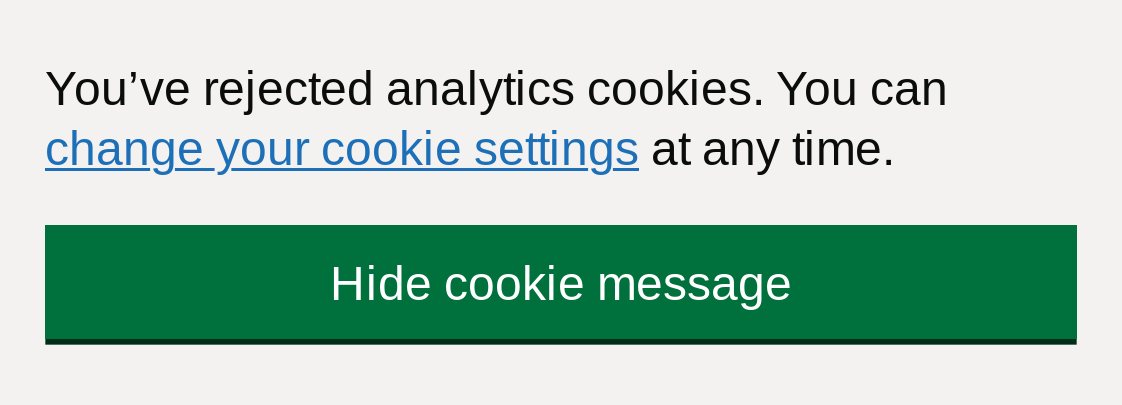 You’ve rejected analytics cookies. You can
change your cookie settings at any time.
Hide cookie message